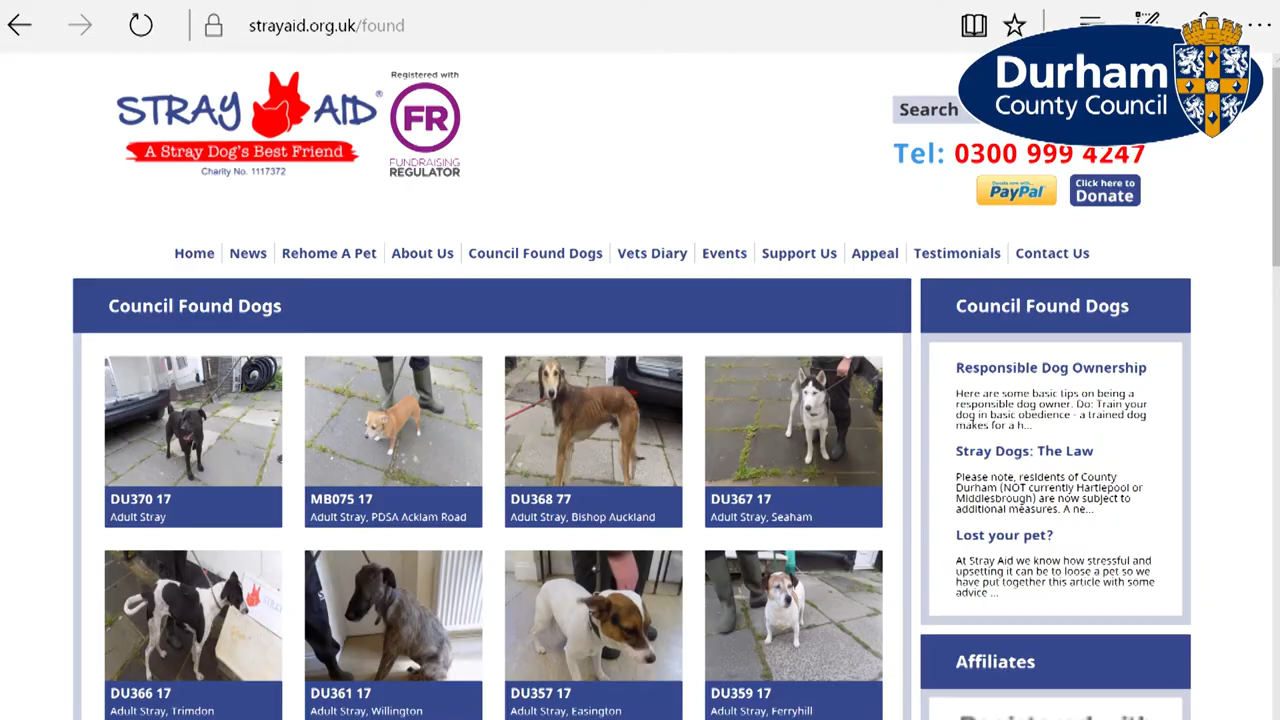 strayaid.org.uk/found
Durham
County Council
STRAY AID®
A Stray Dog's Best Friend
Charity No. 1117372
Registered with
FR
FUNDRAISING
REGULATOR
Search
Tel: 0300 999 4247
Donate now with
PayPal
Click here to
Donate
Home News Rehome A Pet About Us Council Found Dogs Vets Diary Events Support Us Appeal Testimonials Contact Us
Council Found Dogs
DU370 17
Adult Stray
MB075 17
Adult Stray, PDSA Acklam Road
DU368 77
Adult Stray, Bishop Auckland
DU367 17
Adult Stray, Seaham
DU366 17
Adult Stray, Trimdon
DU361 17
Adult Stray, Willington
DU357 17
Adult Stray, Easington
DU359 17
Adult Stray, Ferryhill
Council Found Dogs
Responsible Dog Ownership
Here are some basic tips on being a
responsible dog owner. Do: Train your
dog in basic obedience - a trained dog
makes for a h...
Stray Dogs: The Law
Please note, residents of County
Durham (NOT currently Hartlepool or
Middlesbrough) are now subject to
additional measures. A ne...
Lost your pet?
At Stray Aid we know how stressful and
upsetting it can be to loose a pet so we
have put together this article with some
advice ...
Affiliates
Registered with